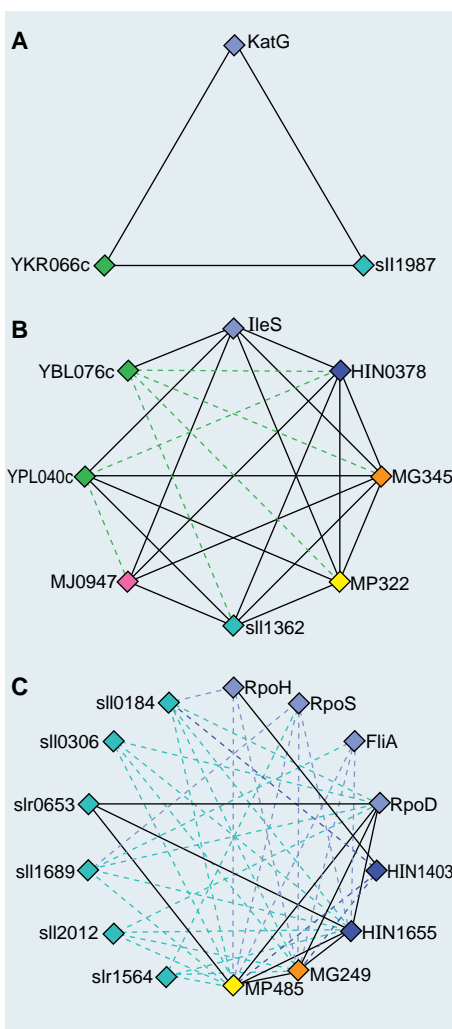 A
KatG
YKR066c
sll1987
B
IleS
YBL076c
HIN0378
YPL040c
MG345
MJ0947
MP322
sll1362
C
RpoH
sll0184
RpoS
sll0306
FliA
slr0653
RpoD
sll1689
HIN1403
sll2012
HIN1655
slr1564
MG249
MP485